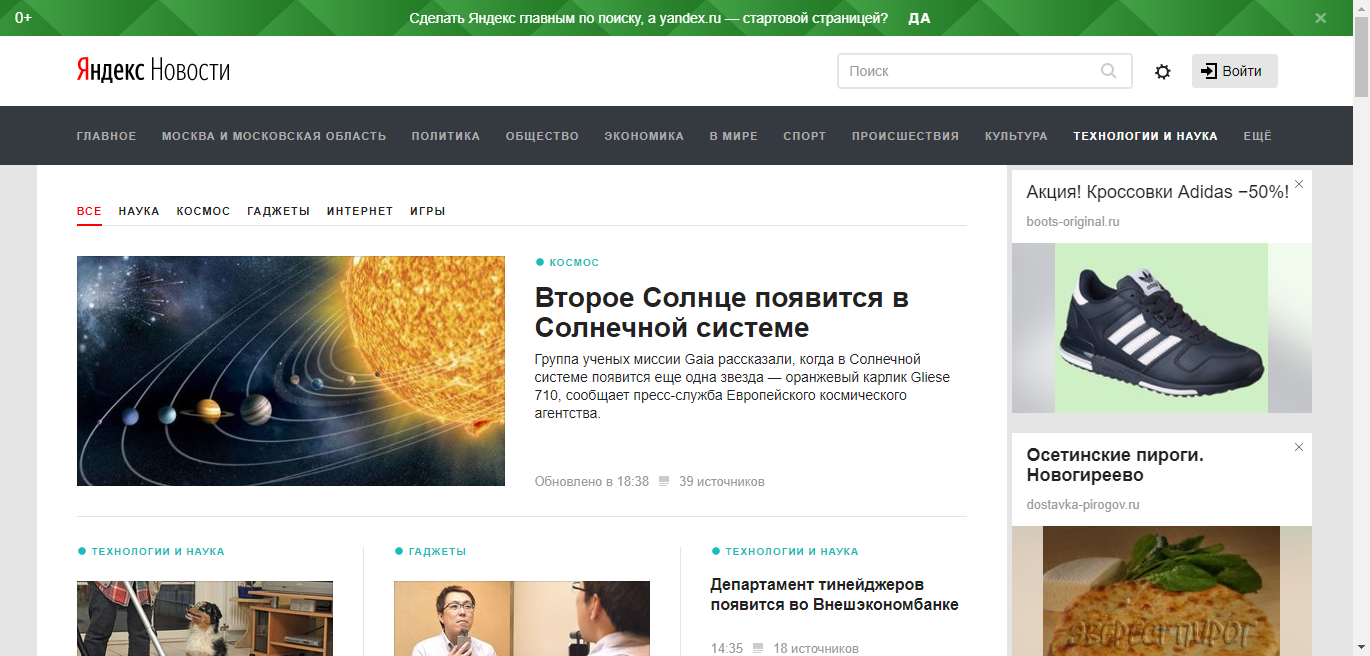 0+
Сделать Яндекс главным по поиску, а yandex.ru — стартовой страницей? ДА
Яндекс Новости
Поиск
Войти
ГЛАВНОЕ МОСКВА И МОСКОВСКАЯ ОБЛАСТЬ ПОЛИТИКА ОБЩЕСТВО ЭКОНОМИКА В МИРЕ СПОРТ ПРОИСШЕСТВИЯ КУЛЬТУРА ТЕХНОЛОГИИ И НАУКА ЕЩЁ
ВСЕ НАУКА КОСМОС ГАДЖЕТЫ ИНТЕРНЕТ ИГРЫ
КОСМОС
Второе Солнце появится в
Солнечной системе
Группа ученых миссии Gaia рассказали, когда в Солнечной
системе появится еще одна звезда — оранжевый карлик Gliese
710, сообщает пресс-служба Европейского космического
агентства.
Обновлено в 18:38 39 источников
ТЕХНОЛОГИИ И НАУКА
ГАДЖЕТЫ
ТЕХНОЛОГИИ И НАУКА
Департамент тинейджеров
появится во Внешэкономбанке
14:35 18 источников
Акция! Кроссовки Adidas −50%!
boots-original.ru
adidas
Осетинские пироги.
Новогиреево
dostavka-pirogov.ru
ЭВЕРЕСТ ПИРОГ